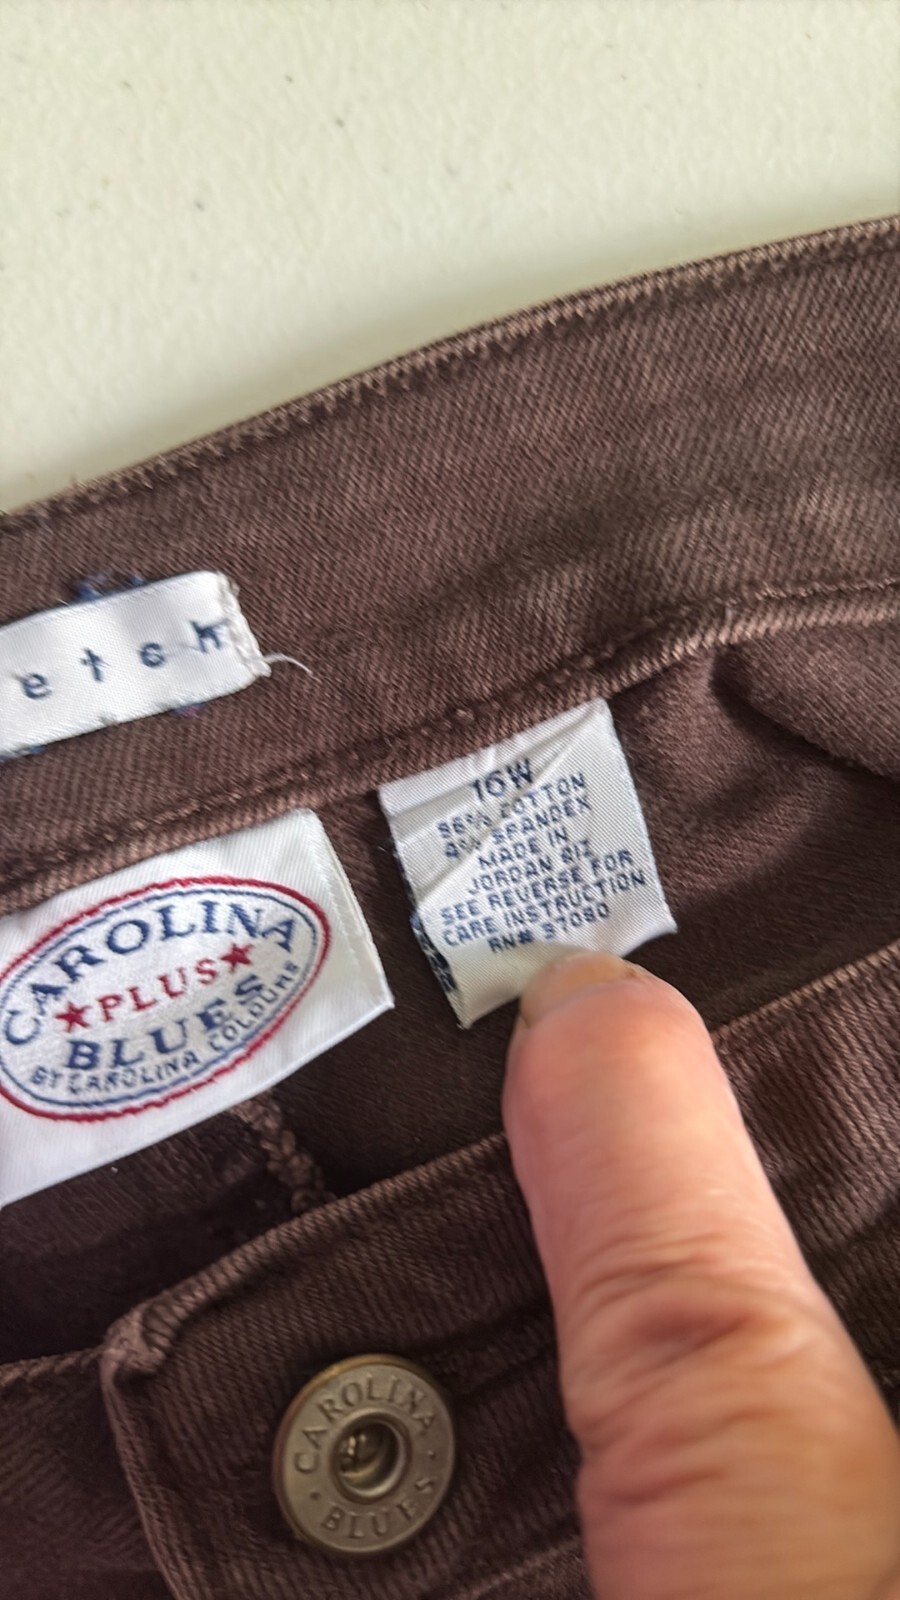 etch
16W
96% COTTON
4% SPANDEX
MADE IN
JORDAN SIZ
SEE REVERSE FOR
CARE INSTRUCTION
RN# 37080
CAROLINA
★PLUS★
BLUES
BY CAROLINA COLOURS
CAROLINA
BLUES